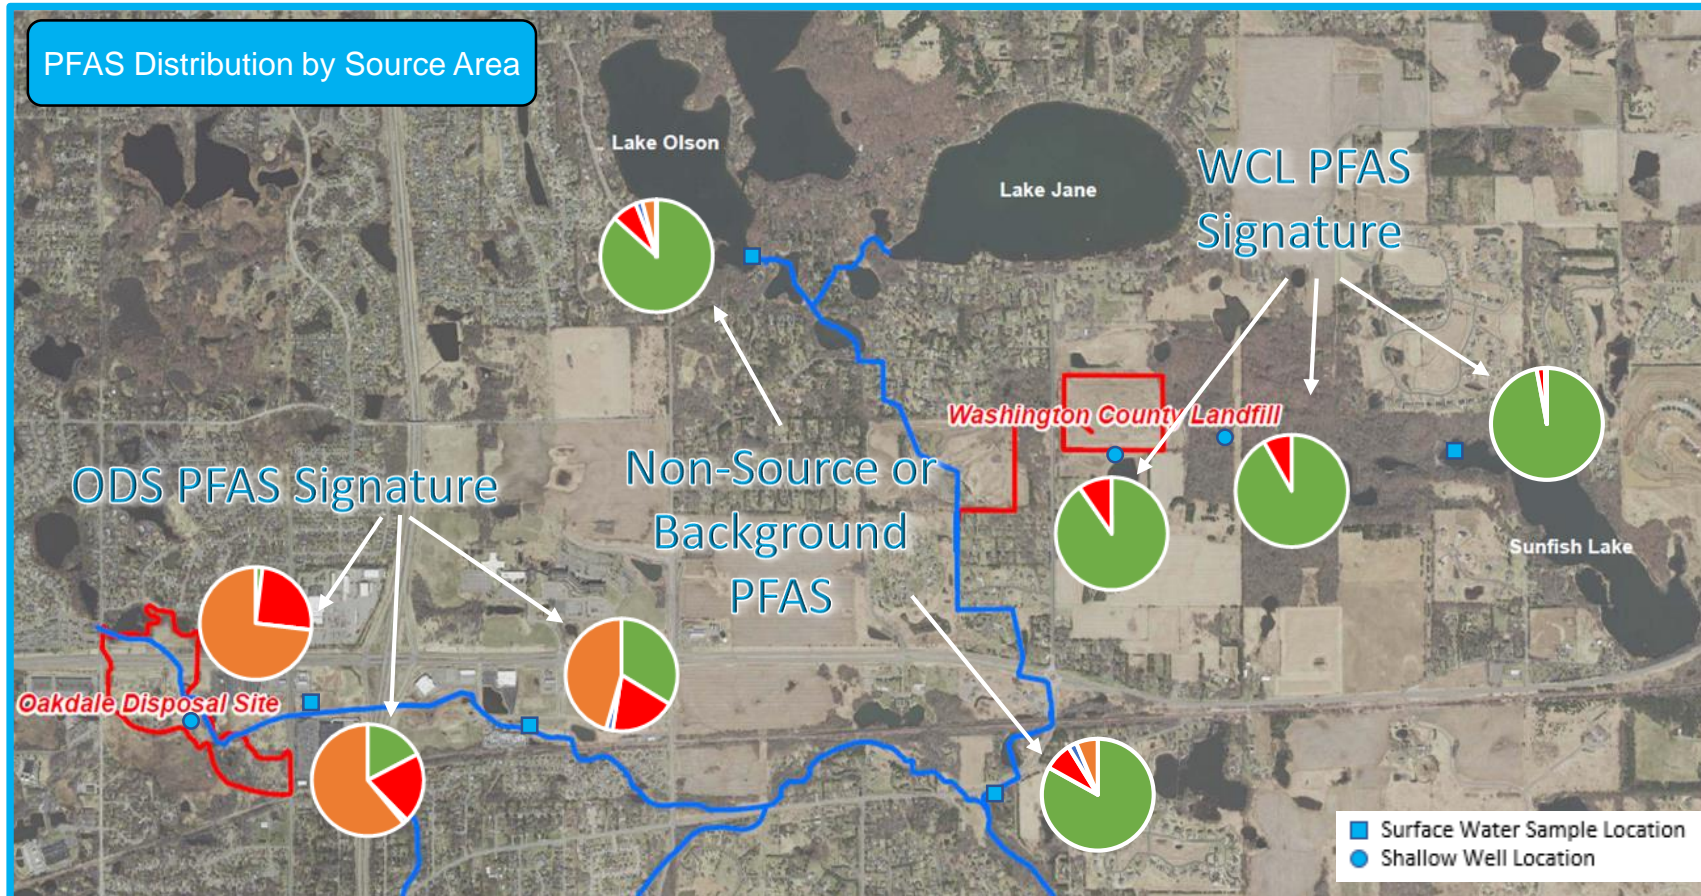 PFAS Distribution by Source Area
Lake Olson
Lake Jane
WCL PFAS
Signature
Washington County Landfill
ODS PFAS Signature
Non-Source or
Background
PFAS
Sunfish Lake
Oakdale Disposal Site
Surface Water Sample Location
Shallow Well Location